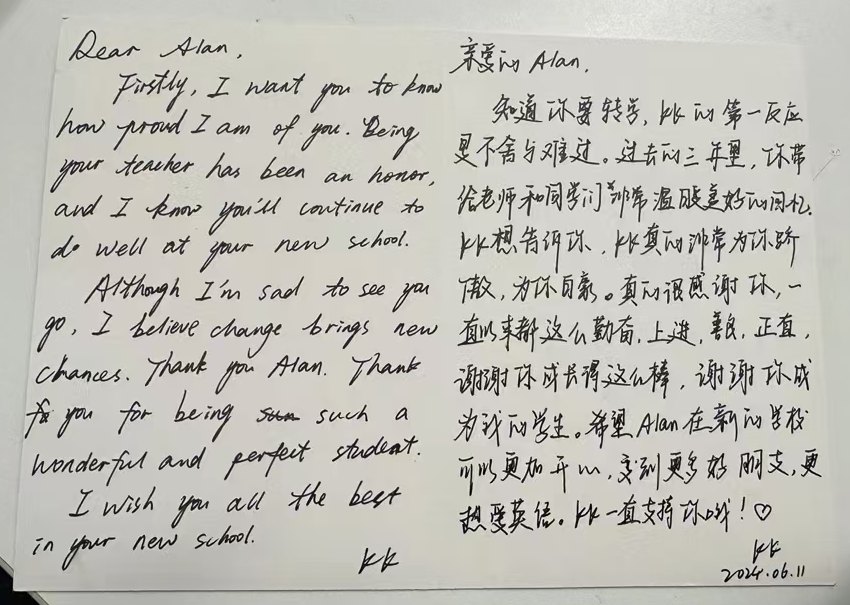 Dear Alan,
Firstly, I want you to know
how proud I am of you. Being
your teacher has been an honor,
and I know you'll continue to
do well at your new school.
Although I'm sad to see you
go, I believe change brings new
chances. Thank you Alan. Thank
you for being such a
wonderful and perfect student.
I wish you all the best
in your new school.
KK
亲爱的 Alan,
知道你要转学, KK的第一反应
是不舍与难过。过去的三年里, 你带
给老师和同学们非常温暖美好的回忆.
KK想告诉你, KK真的非常为你骄
傲, 为你自豪。真的很感谢你, 一
直以来都这么勤奋, 上进, 善良, 正直,
谢谢你成长得这么棒, 谢谢你成
为我的学生。希望Alan在新的学校
可以更加开心, 交到更多好朋友, 更
热爱英语。KK一直支持你哦! ♡
KK
2024.06.11